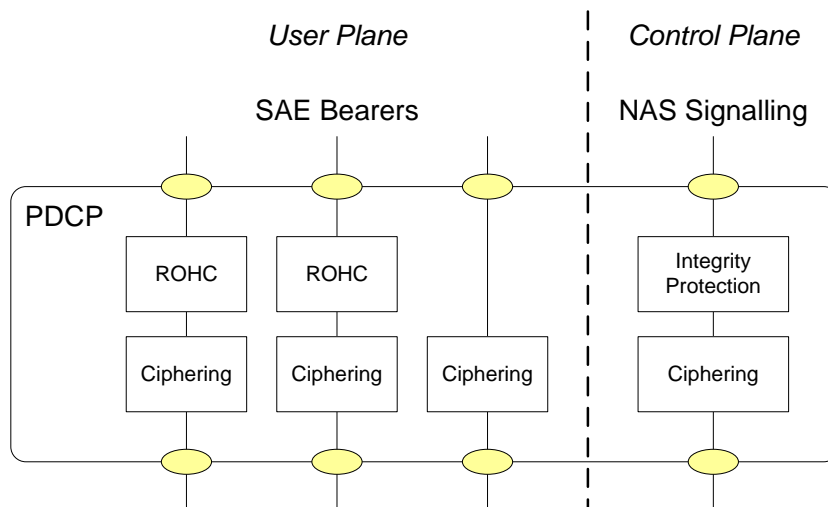 User Plane
Control Plane
SAE Bearers
NAS Signalling
PDCP
ROHC
ROHC
Integrity
Protection
Ciphering
Ciphering
Ciphering
Ciphering